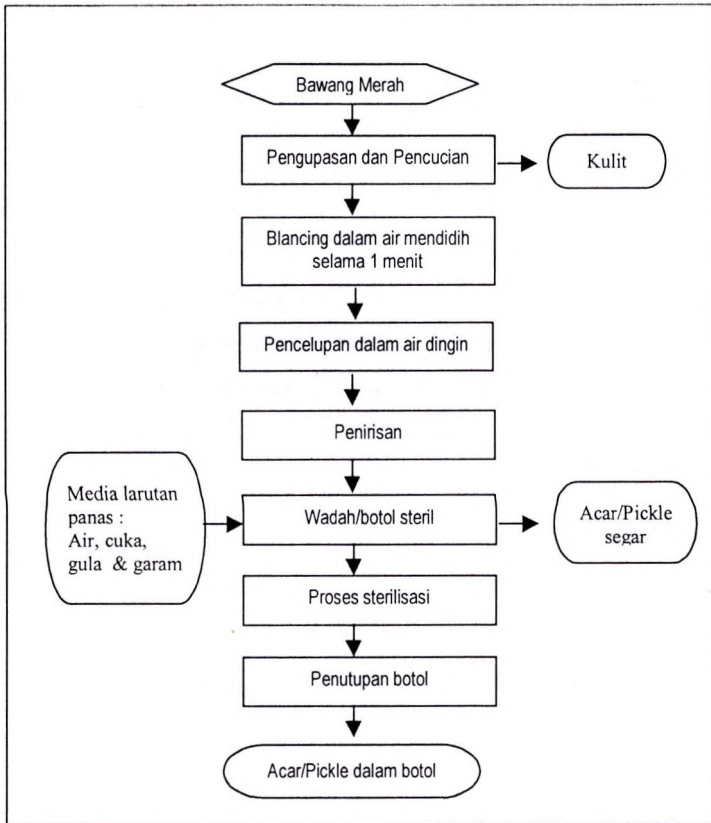 Bawang Merah
Pengupasan dan Pencucian
Kulit
Blancing dalam air mendidih
selama 1 menit
Pencelupan dalam air dingin
Penirisan
Media larutan
panas :
Air, cuka,
gula & garam
Wadah/botol steril
Acar/Pickle
segar
Proses sterilisasi
Penutupan botol
Acar/Pickle dalam botol